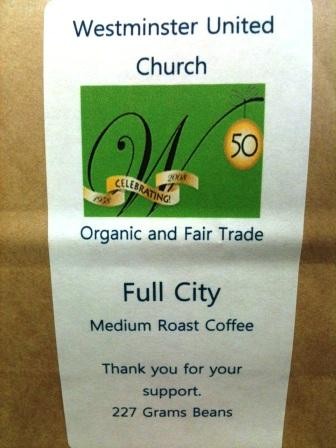 Westminster United
Church
W
50
1958 CELEBRATING! 2008
Organic and Fair Trade
Full City
Medium Roast Coffee
Thank you for your
support.
227 Grams Beans